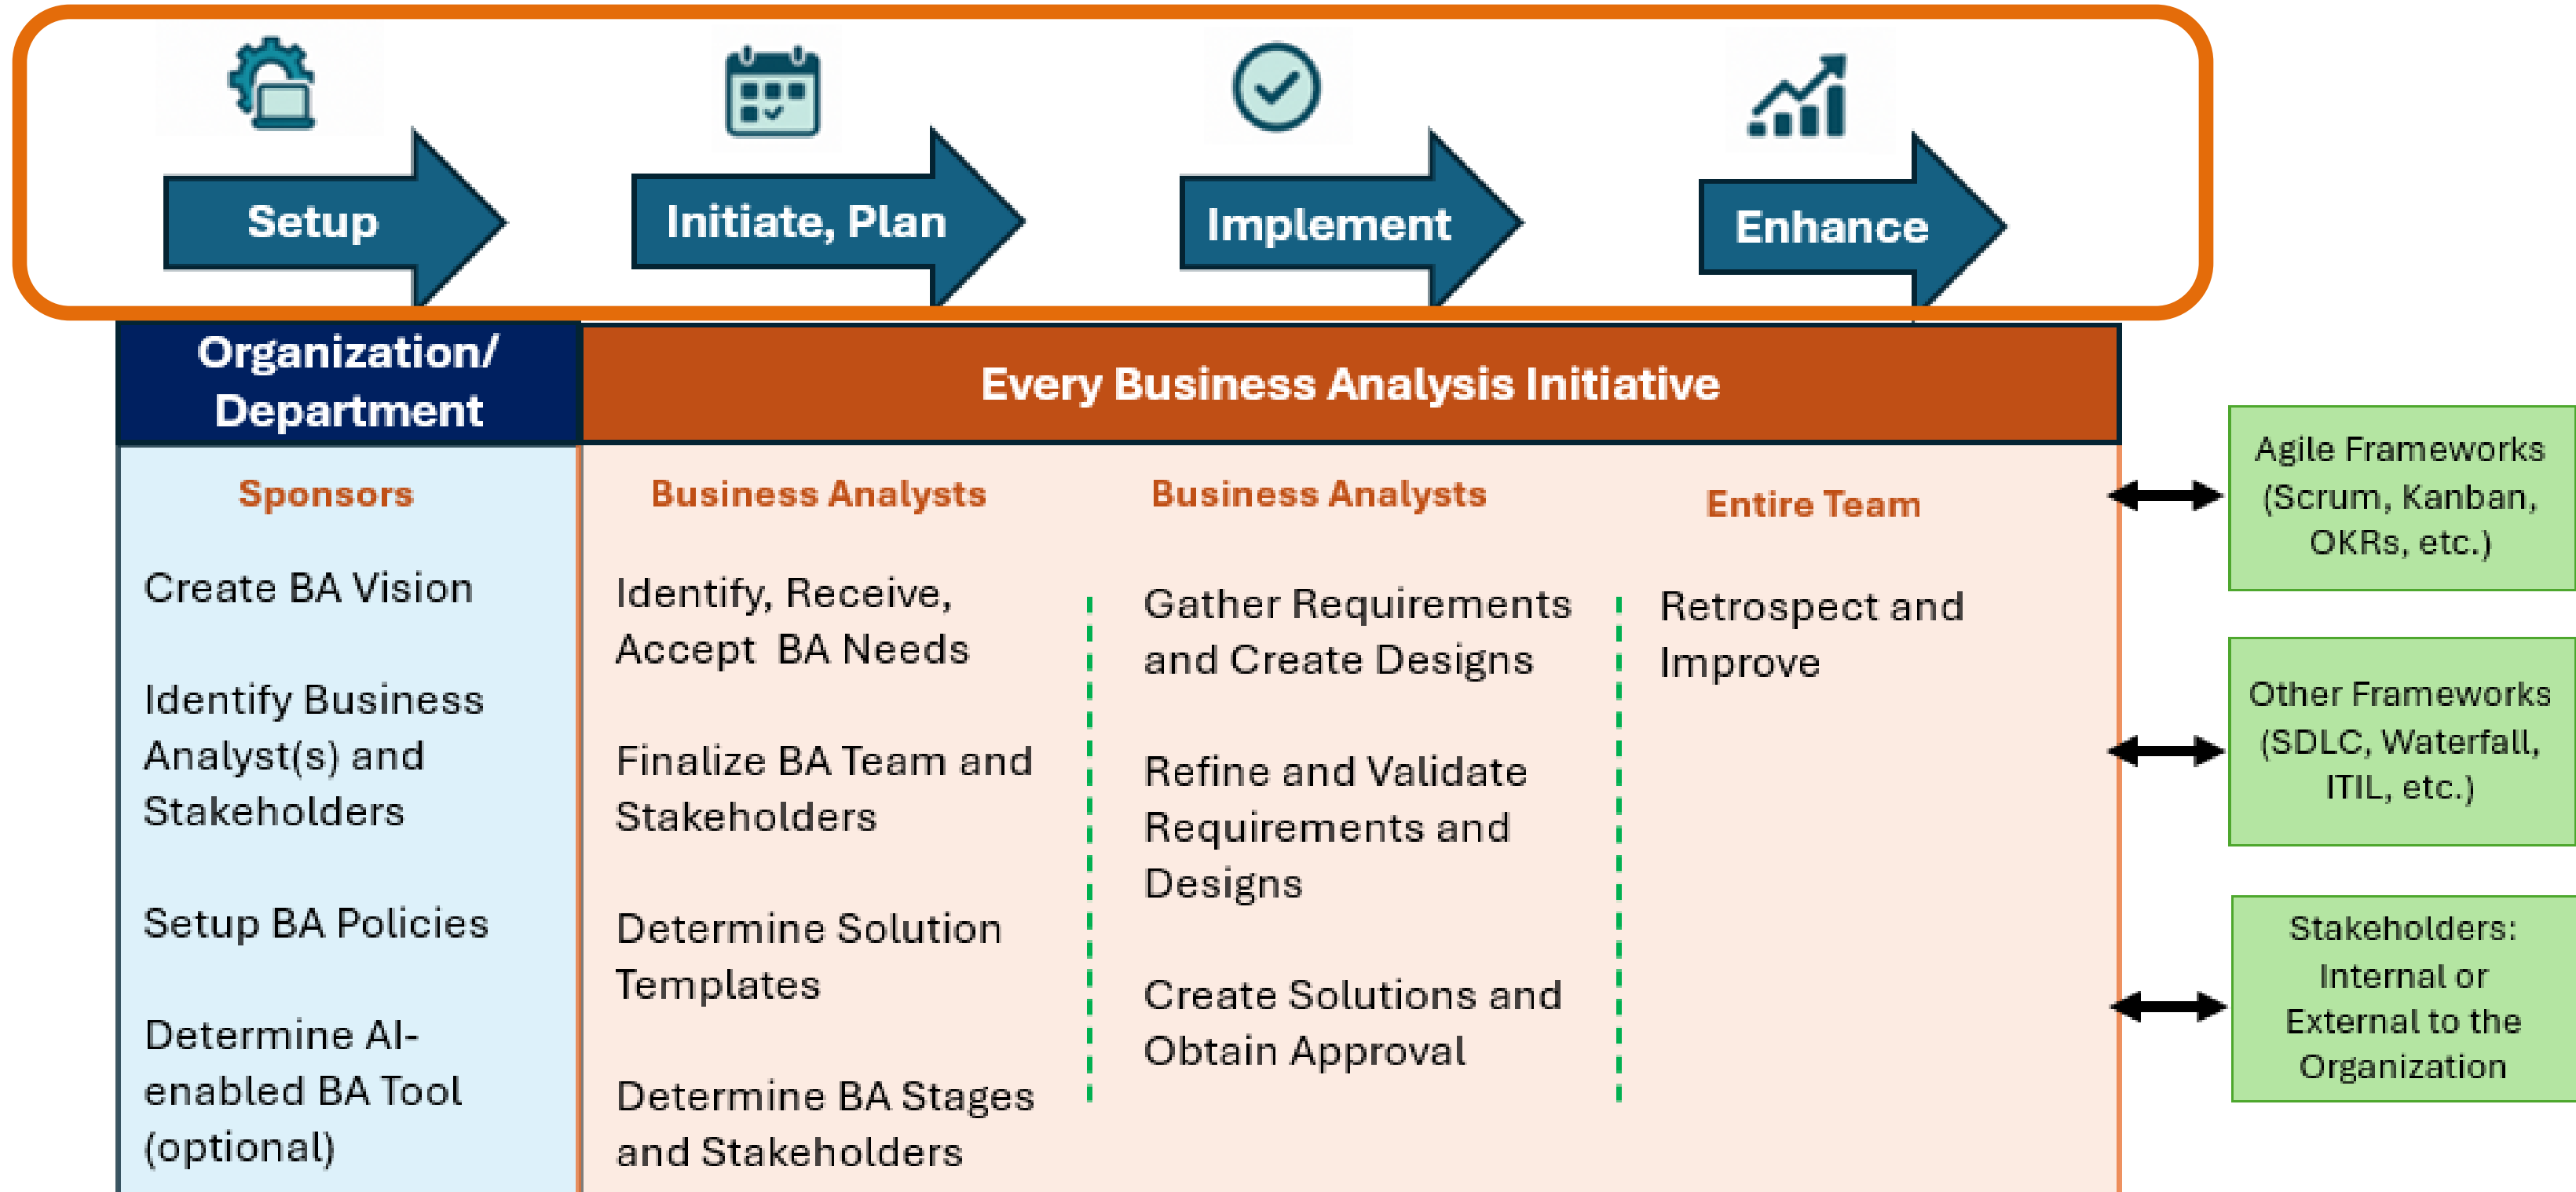 Setup
Initiate, Plan
Implement
Enhance
Organization/
Department
Every Business Analysis Initiative
Sponsors
Create BA Vision
Identify Business
Analyst(s) and
Stakeholders
Setup BA Policies
Determine AI-
enabled BA Tool
(optional)
Business Analysts
Identify, Receive,
Accept  BA Needs
Finalize BA Team and
Stakeholders
Determine Solution
Templates
Determine BA Stages
and Stakeholders
Business Analysts
Gather Requirements
and Create Designs
Refine and Validate
Requirements and
Designs
Create Solutions and
Obtain Approval
Entire Team
Retrospect and
Improve
Agile Frameworks
(Scrum, Kanban,
OKRs, etc.)
Other Frameworks
(SDLC, Waterfall,
ITIL, etc.)
Stakeholders:
Internal or
External to the
Organization